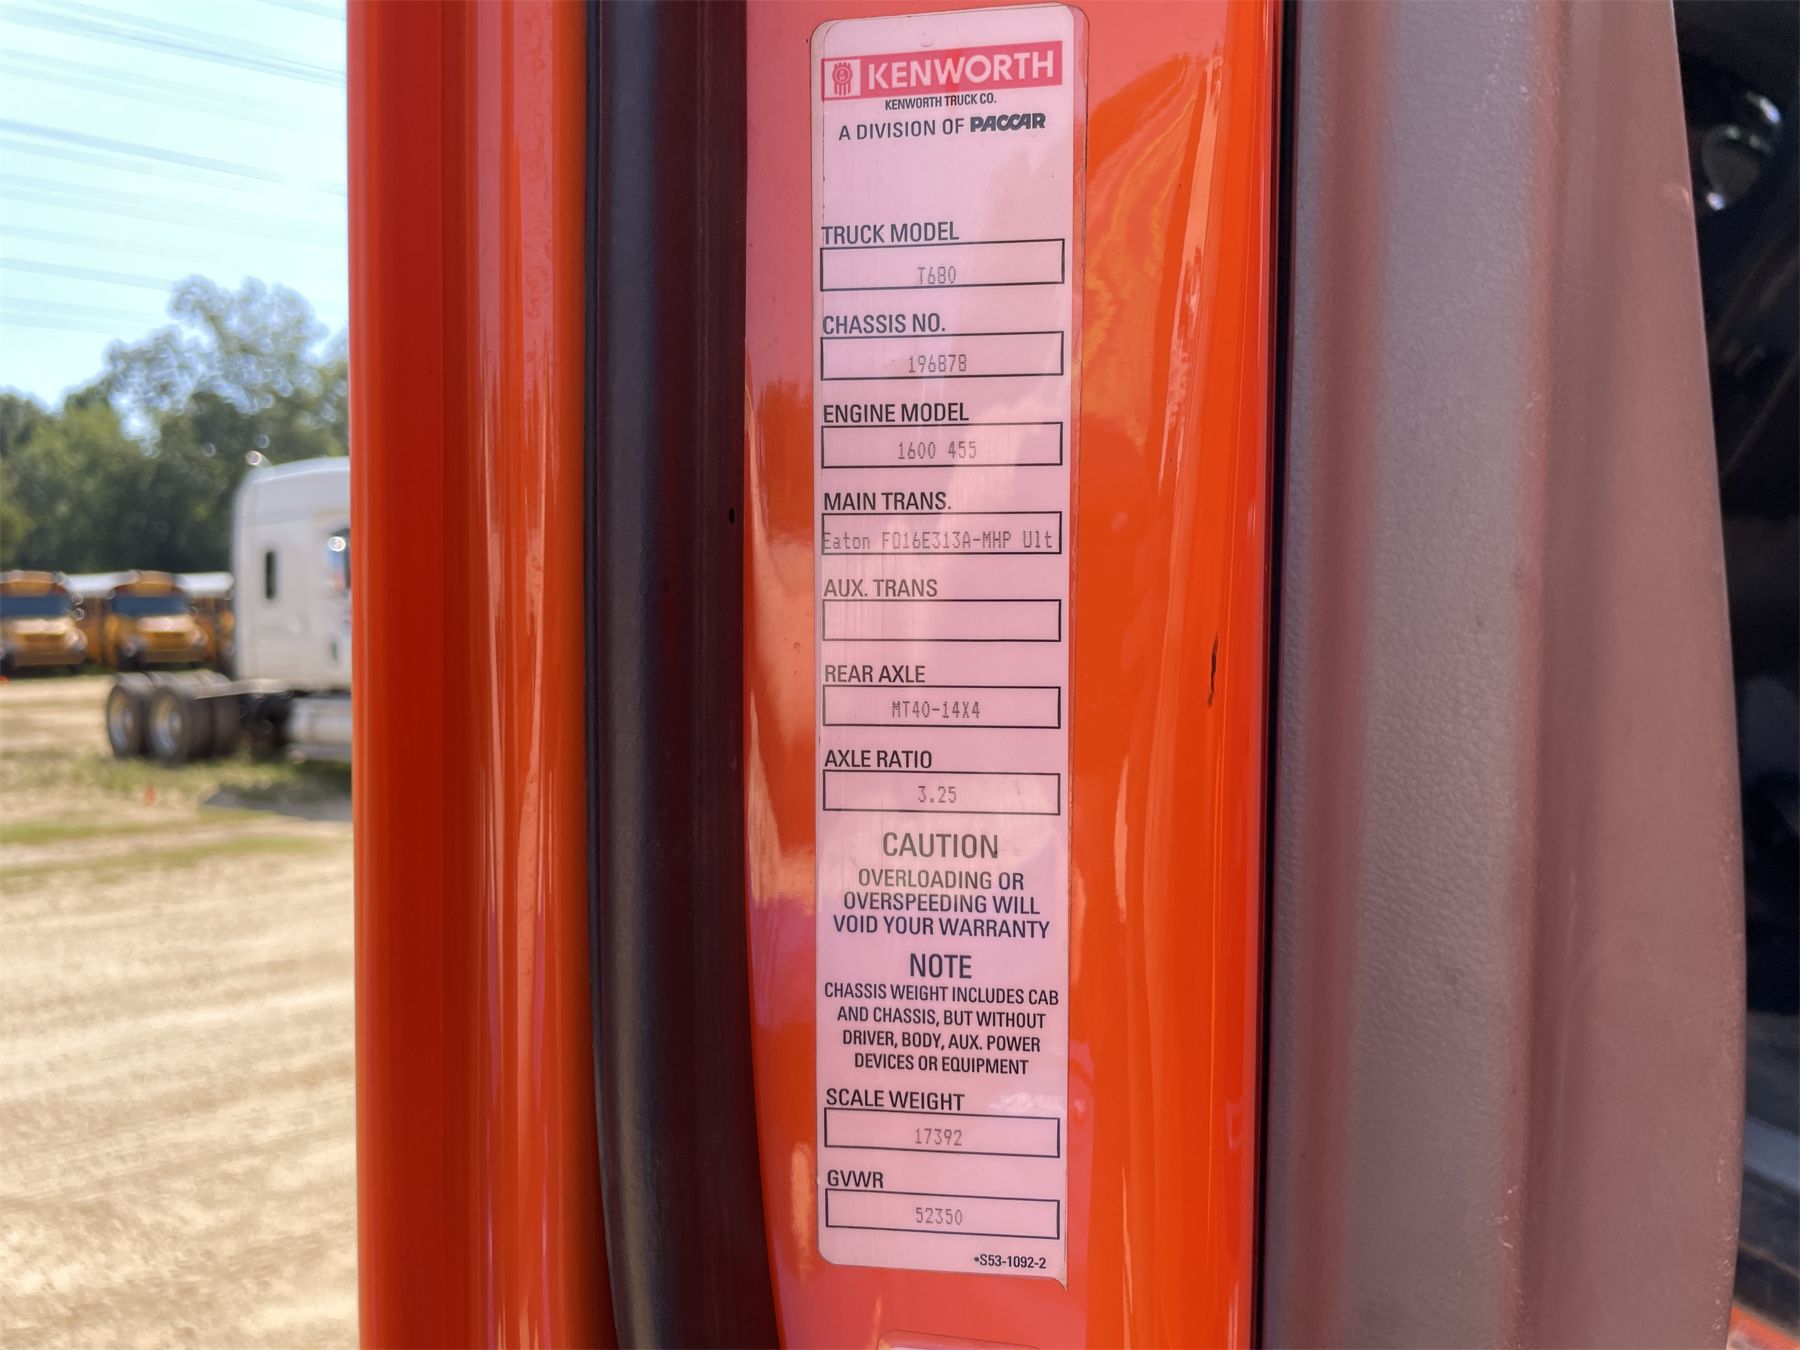 KENWORTH
KENWORTH TRUCK CO.
A DIVISION OF PACCAR
TRUCK MODEL
T680
CHASSIS NO.
196878
ENGINE MODEL
1600 455
MAIN TRANS.
Eaton FO16E313A-MHP Ult
AUX. TRANS
REAR AXLE
MT40-14X4
AXLE RATIO
3.25
CAUTION
OVERLOADING OR
OVERSPEEDING WILL
VOID YOUR WARRANTY
NOTE
CHASSIS WEIGHT INCLUDES CAB
AND CHASSIS, BUT WITHOUT
DRIVER, BODY, AUX. POWER
DEVICES OR EQUIPMENT
SCALE WEIGHT
17392
GVWR
52350
•S53-1092-2